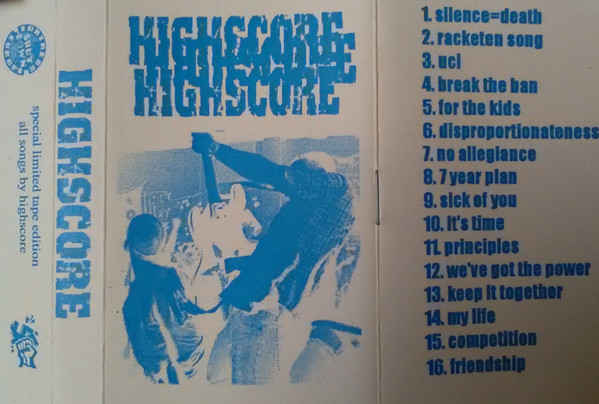 SHUT
DOWN
special limited tape edition
all songs by highscore
HIGHSCORE
HIGHSCORE
HIGHSCORE
HIGHSCORE
1. silence=death
2. racketen song
3. uci
4. break the ban
5. for the kids
6. disproportionateness
7. no allegiance
8. 7 year plan
9. sick of you
10. it's time
11. principles
12. we've got the power
13. keep it together
14. my life
15. competition
16. friendship